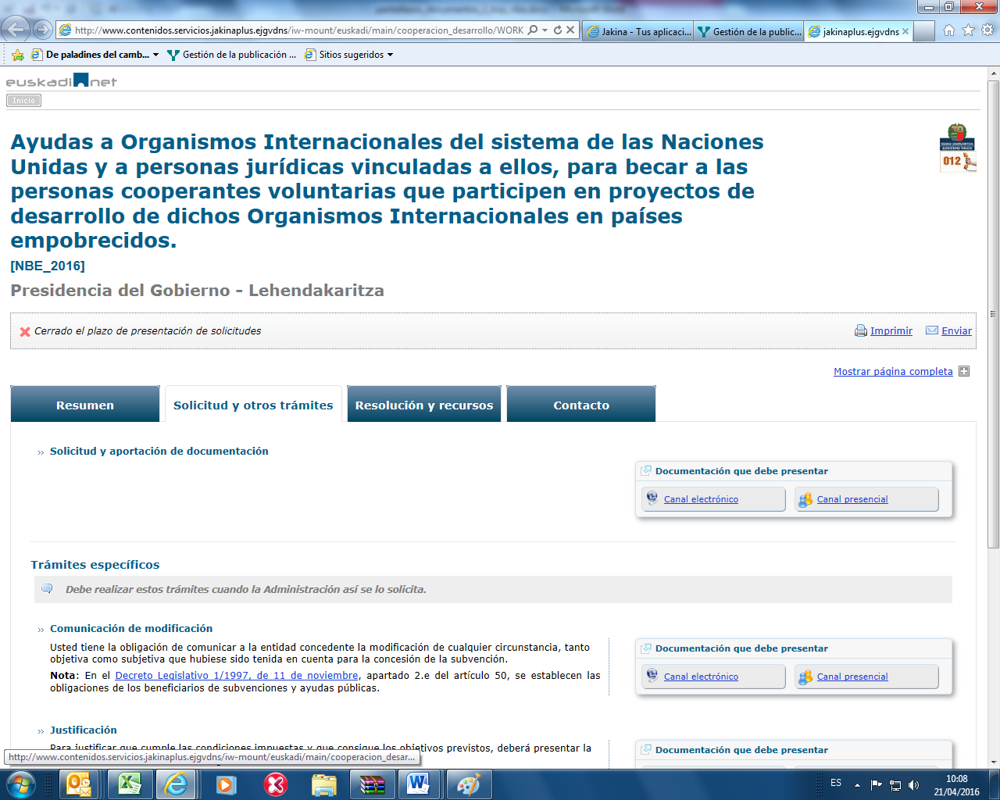 http://www.contenidos.servicios.jakinaplus.ejgvdns/iw-mount/euskadi/main/cooperacion_desarrollo/WORK
Jakina - Tus aplicaci...
Gestión de la public...
jakinaplus.ejgvdns
De paladines del camb...
Gestión de la publicación ...
Sitios sugeridos
euskadi net
Inicio
Ayudas a Organismos Internacionales del sistema de las Naciones
Unidas y a personas jurídicas vinculadas a ellos, para becar a las
personas cooperantes voluntarias que participen en proyectos de
desarrollo de dichos Organismos Internacionales en países
empobrecidos.
012
[NBE_2016]
Presidencia del Gobierno - Lehendakaritza
Cerrado el plazo de presentación de solicitudes
Imprimir
Enviar
Mostrar página completa
Resumen
Solicitud y otros trámites
Resolución y recursos
Contacto
Solicitud y aportación de documentación
Documentación que debe presentar
Canal electrónico
Canal presencial
Trámites específicos
Debe realizar estos trámites cuando la Administración así se lo solicita.
Comunicación de modificación
Usted tiene la obligación de comunicar a la entidad concedente la modificación de cualquier circunstancia, tanto
objetiva como subjetiva que hubiese sido tenida en cuenta para la concesión de la subvención.
Nota: En el Decreto Legislativo 1/1997, de 11 de noviembre, apartado 2.e del artículo 50, se establecen las
obligaciones de los beneficiarios de subvenciones y ayudas públicas.
Documentación que debe presentar
Canal electrónico
Canal presencial
Justificación
Para justificar que cumple las condiciones impuestas y que consigue los objetivos previstos, deberá presentar la
Documentación que debe presentar
http://www.contenidos.servicios.jakinaplus.ejgvdns/iw-mount/euskadi/main/cooperacion_desar...
ES
10:08
21/04/2016